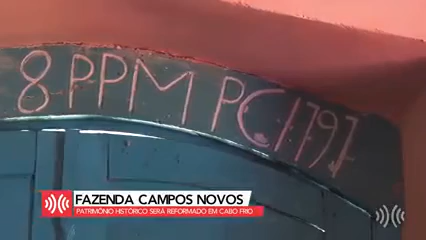 8 PPM PC 1797
FAZENDA CAMPOS NOVOS
PATRIMÔNIO HISTÓRICO SERÁ REFORMADO EM CABO FRIO